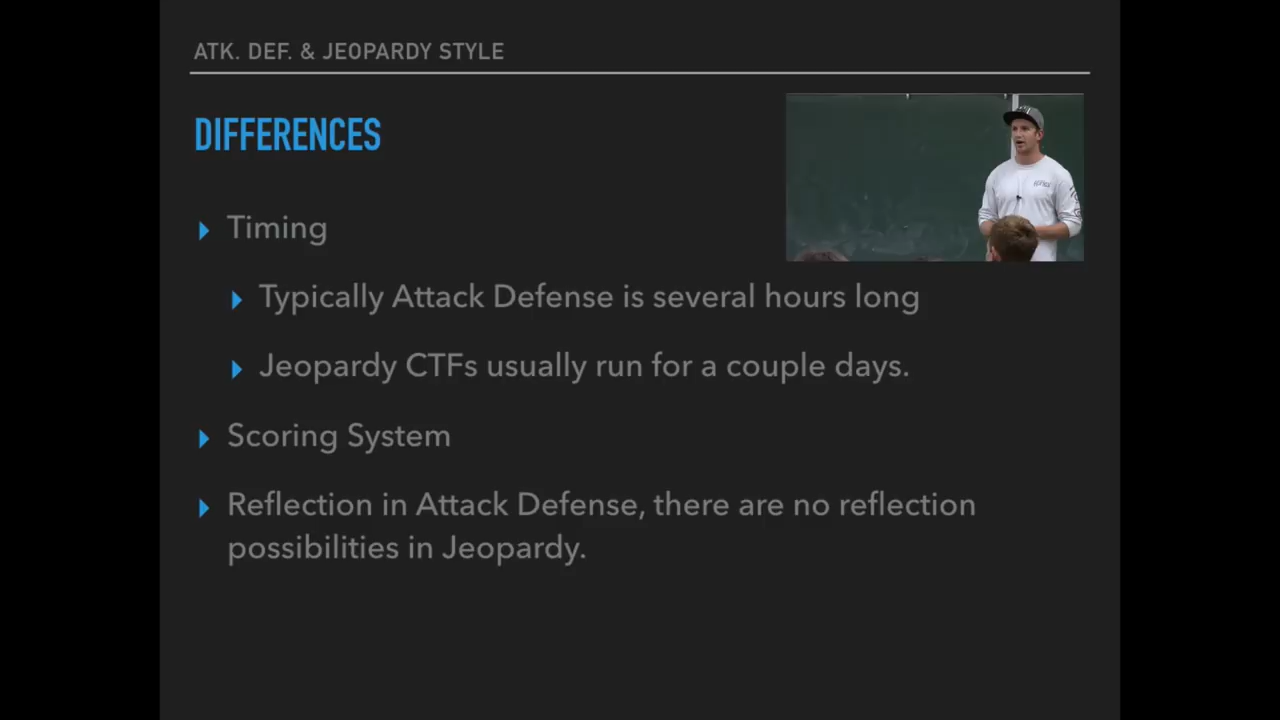 ATK. DEF. & JEOPARDY STYLE
DIFFERENCES
Timing
Typically Attack Defense is several hours long
Jeopardy CTFs usually run for a couple days.
Scoring System
Reflection in Attack Defense, there are no reflection
possibilities in Jeopardy.